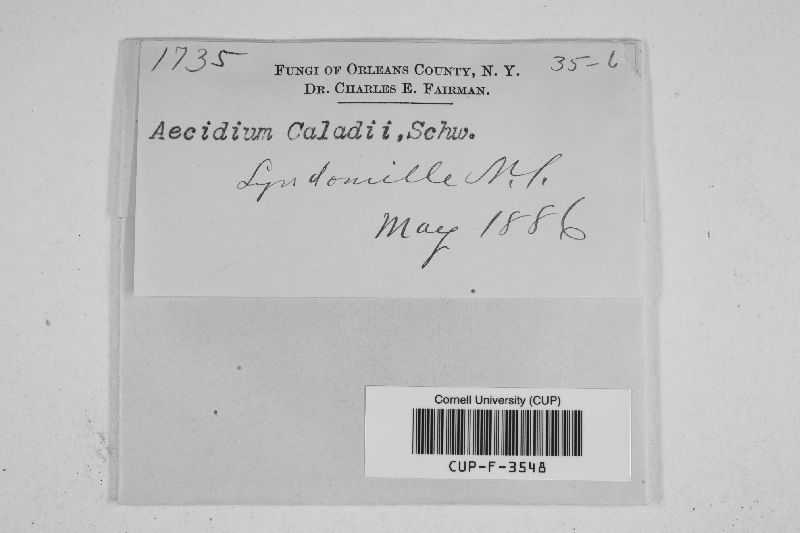 1735
35-6
FUNGI OF ORLEANS COUNTY, N. Y.
DR. CHARLES E. FAIRMAN.
Aecidium Caladii, Schw.
Lyndonville N.Y.
May 1886
Cornell University (CUP)
CUP-F-3548